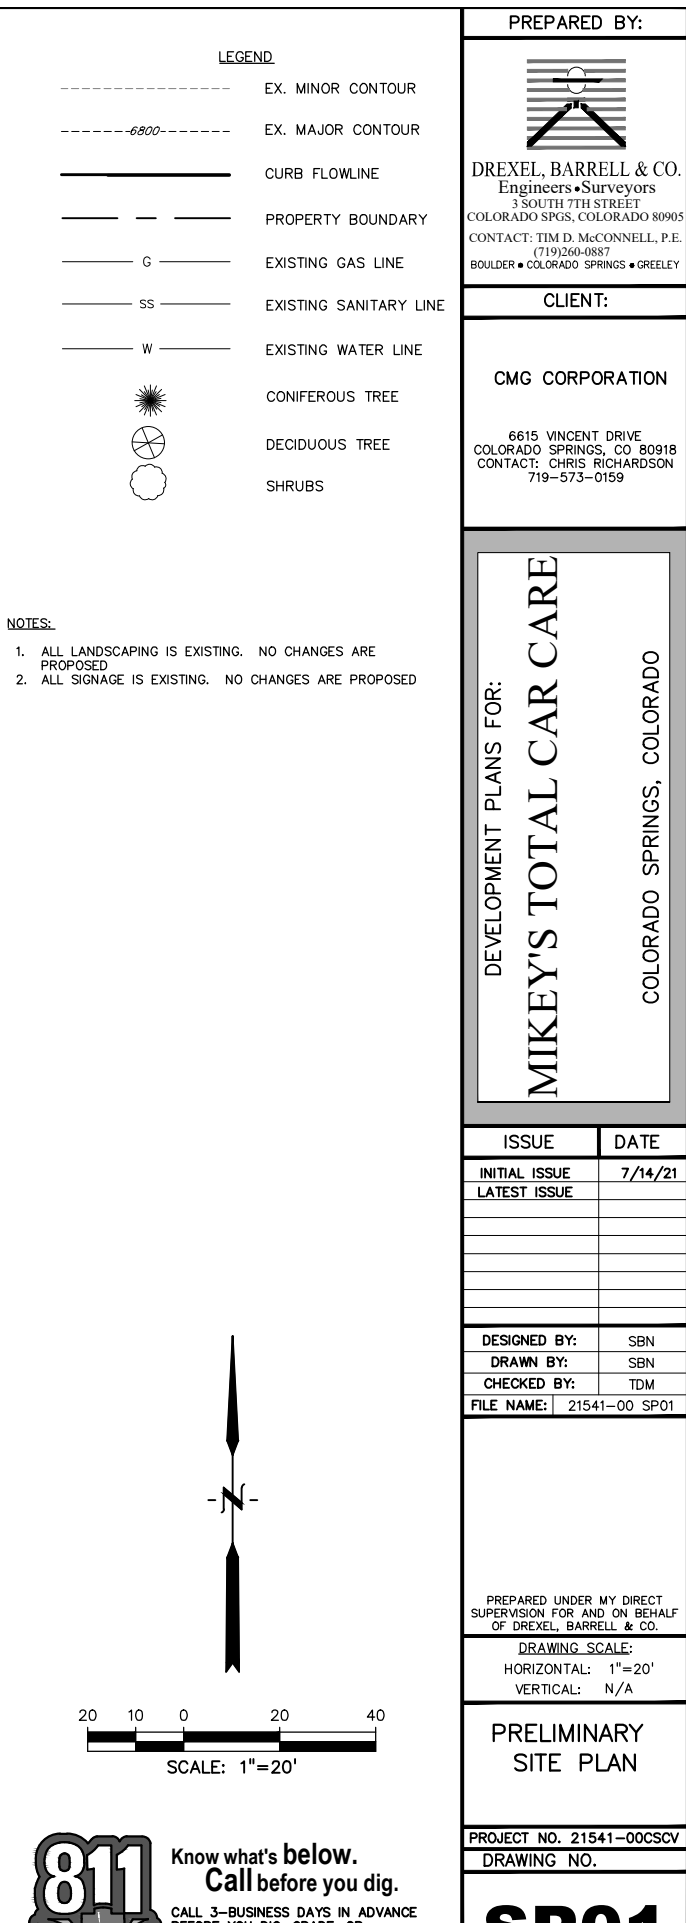 LEGEND
EX. MINOR CONTOUR
6800
EX. MAJOR CONTOUR
CURB FLOWLINE
PROPERTY BOUNDARY
G
EXISTING GAS LINE
SS
EXISTING SANITARY LINE
W
EXISTING WATER LINE
CONIFEROUS TREE
DECIDUOUS TREE
SHRUBS
NOTES:
1. ALL LANDSCAPING IS EXISTING. NO CHANGES ARE
PROPOSED
2. ALL SIGNAGE IS EXISTING. NO CHANGES ARE PROPOSED
N
20 10 0 20 40
SCALE: 1"=20'
811
Know what's below.
Call before you dig.
CALL 3-BUSINESS DAYS IN ADVANCE
BEFORE YOU DIG, GRADE, OR
PREPARED BY:
DREXEL, BARRELL & CO.
Engineers•Surveyors
3 SOUTH 7TH STREET
COLORADO SPGS, COLORADO 80905
CONTACT: TIM D. McCONNELL, P.E.
(719)260-0887
BOULDER • COLORADO SPRINGS • GREELEY
CLIENT:
CMG CORPORATION
6615 VINCENT DRIVE
COLORADO SPRINGS, CO 80918
CONTACT: CHRIS RICHARDSON
719-573-0159
DEVELOPMENT PLANS FOR:
MIKEY'S TOTAL CAR CARE
COLORADO SPRINGS, COLORADO
ISSUE DATE
INITIAL ISSUE 7/14/21
LATEST ISSUE
DESIGNED BY: SBN
DRAWN BY: SBN
CHECKED BY: TDM
FILE NAME: 21541-00 SP01
PREPARED UNDER MY DIRECT
SUPERVISION FOR AND ON BEHALF
OF DREXEL, BARRELL & CO.
DRAWING SCALE:
HORIZONTAL: 1"=20'
VERTICAL: N/A
PRELIMINARY
SITE PLAN
PROJECT NO. 21541-00CSCV
DRAWING NO.
SP01